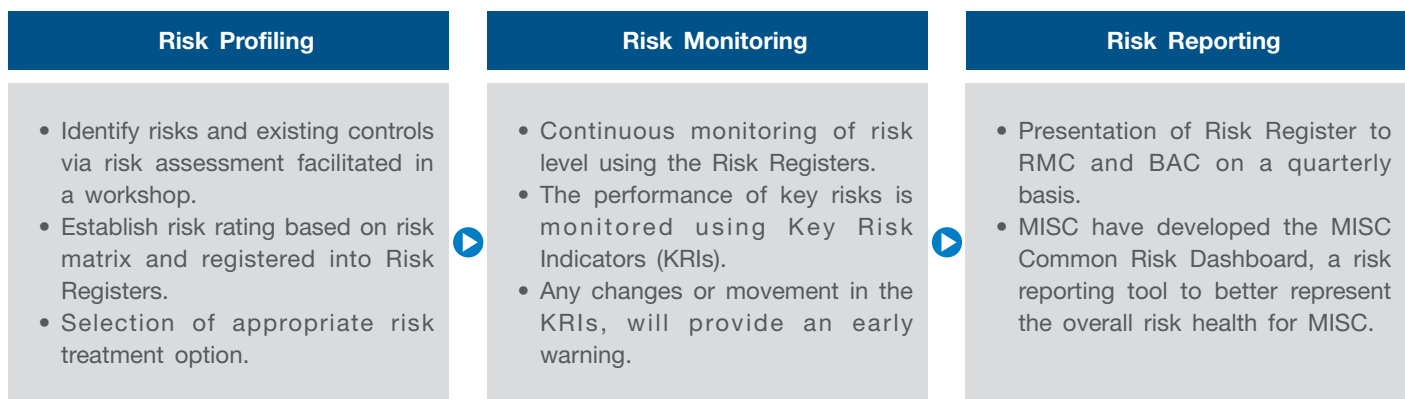 Risk Profiling
• Identify risks and existing controls
via risk assessment facilitated in
a workshop.
• Establish risk rating based on risk
matrix and registered into Risk
Registers.
• Selection of appropriate risk
treatment option.
Risk Monitoring
• Continuous monitoring of risk
level using the Risk Registers.
• The performance of key risks is
monitored using Key Risk
Indicators (KRIs).
• Any changes or movement in the
KRIs, will provide an early
warning.
Risk Reporting
• Presentation of Risk Register to
RMC and BAC on a quarterly
basis.
• MISC have developed the MISC
Common Risk Dashboard, a risk
reporting tool to better represent
the overall risk health for MISC.